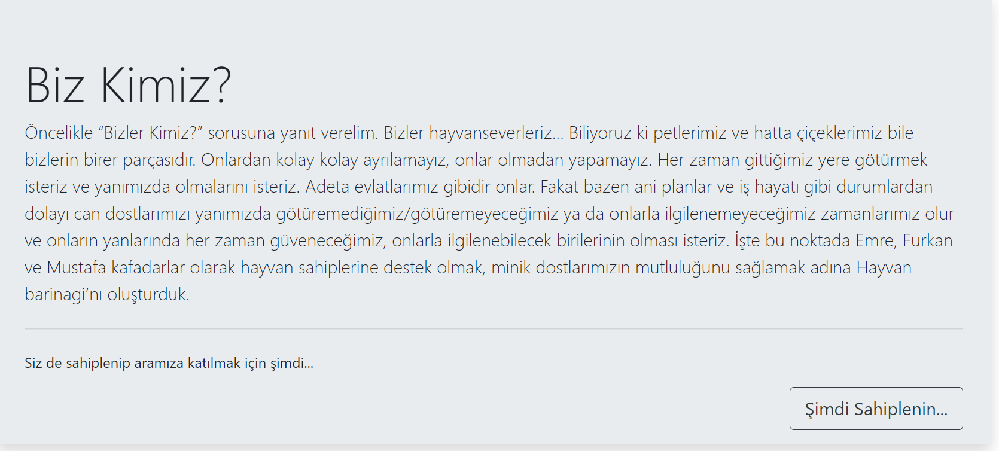 Biz Kimiz?
Öncelikle “Bizler Kimiz?” sorusuna yanıt verelim. Bizler hayvanseverleriz... Biliyoruz ki petlerimiz ve hatta çiçeklerimiz bile
bizlerin birer parçasıdır. Onlardan kolay kolay ayrılamayız, onlar olmadan yapamayız. Her zaman gittiğimiz yere götürmek
isteriz ve yanımızda olmalarını isteriz. Adeta evlatlarımız gibidir onlar. Fakat bazen ani planlar ve iş hayatı gibi durumlardan
dolayı can dostlarımızı yanımızda götüremediğimiz/götüremeyeceğimiz ya da onlarla ilgilenemeyeceğimiz zamanlarımız olur
ve onların yanlarında her zaman güveneceğimiz, onlarla ilgilenebilecek birilerinin olması isteriz. İşte bu noktada Emre, Furkan
ve Mustafa kafadarlar olarak hayvan sahiplerine destek olmak, minik dostlarımızın mutluluğunu sağlamak adına Hayvan
barinagi’nı oluşturduk.
Siz de sahiplenip aramıza katılmak için şimdi...
Şimdi Sahiplenin...